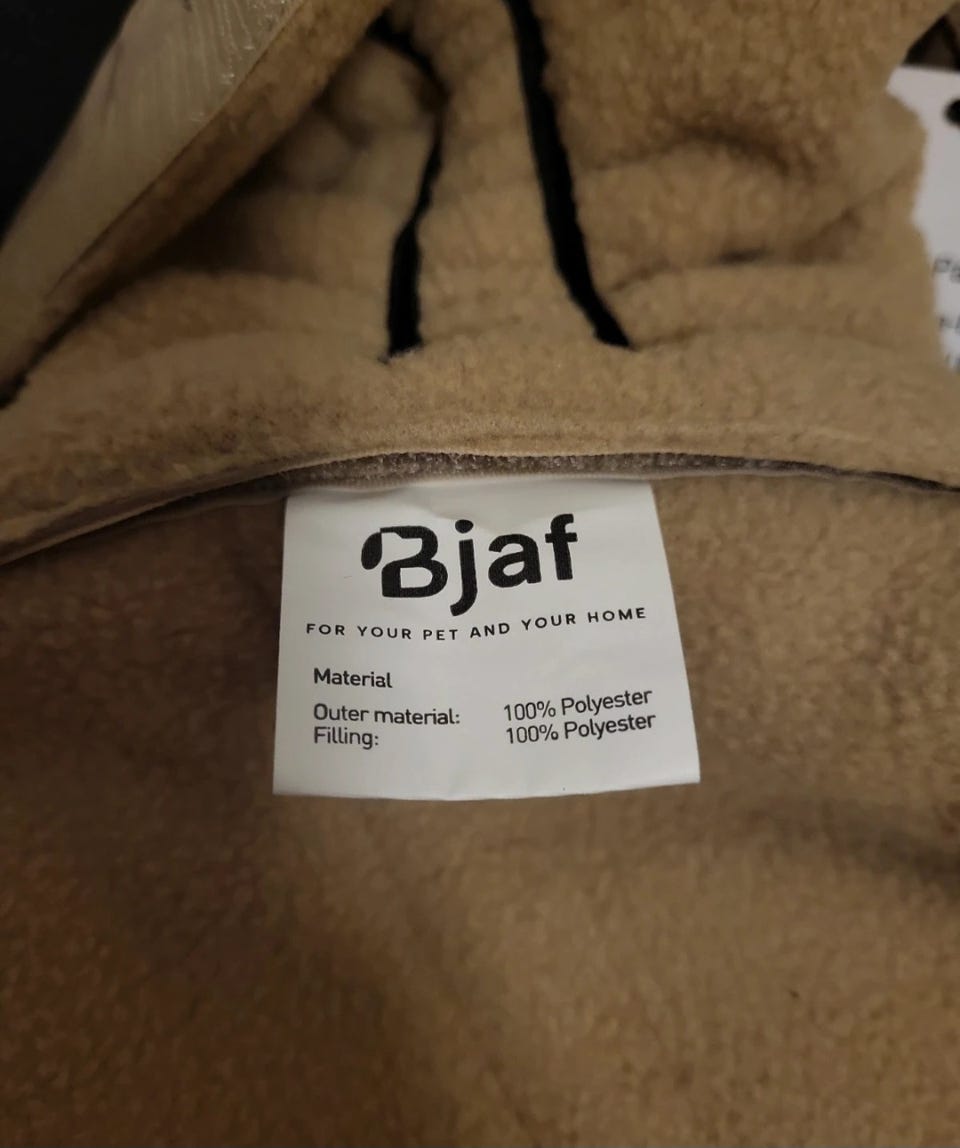 Bjaf
FOR YOUR PET AND YOUR HOME
Material
Outer material: 100% Polyester
Filling: 100% Polyester